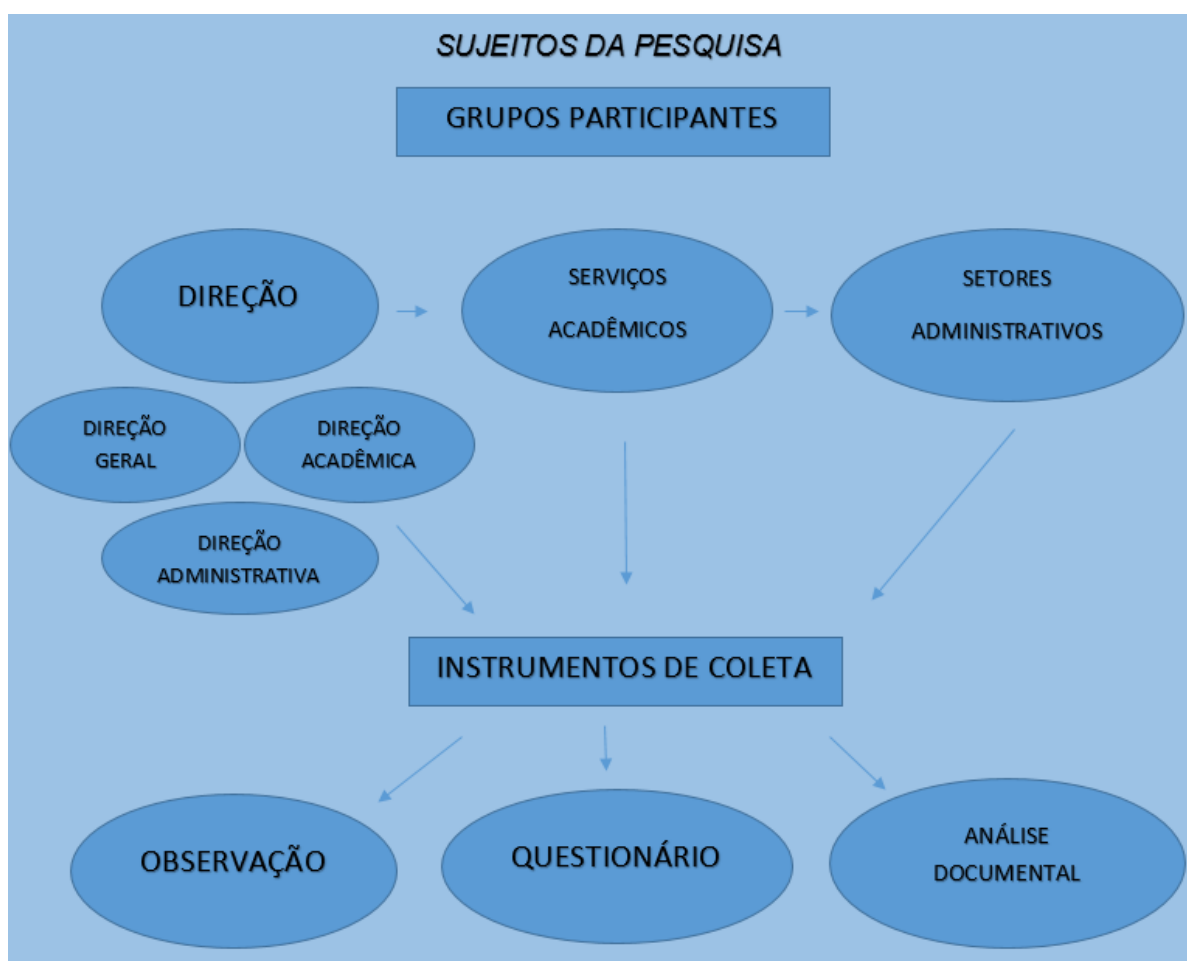 SUJEITOS DA PESQUISA
GRUPOS PARTICIPANTES
DIREÇÃO
SERVIÇOS
ACADÊMICOS
SETORES
ADMINISTRATIVOS
DIREÇÃO
GERAL
DIREÇÃO
ACADÊMICA
DIREÇÃO
ADMINISTRATIVA
INSTRUMENTOS DE COLETA
OBSERVAÇÃO
QUESTIONÁRIO
ANÁLISE
DOCUMENTAL